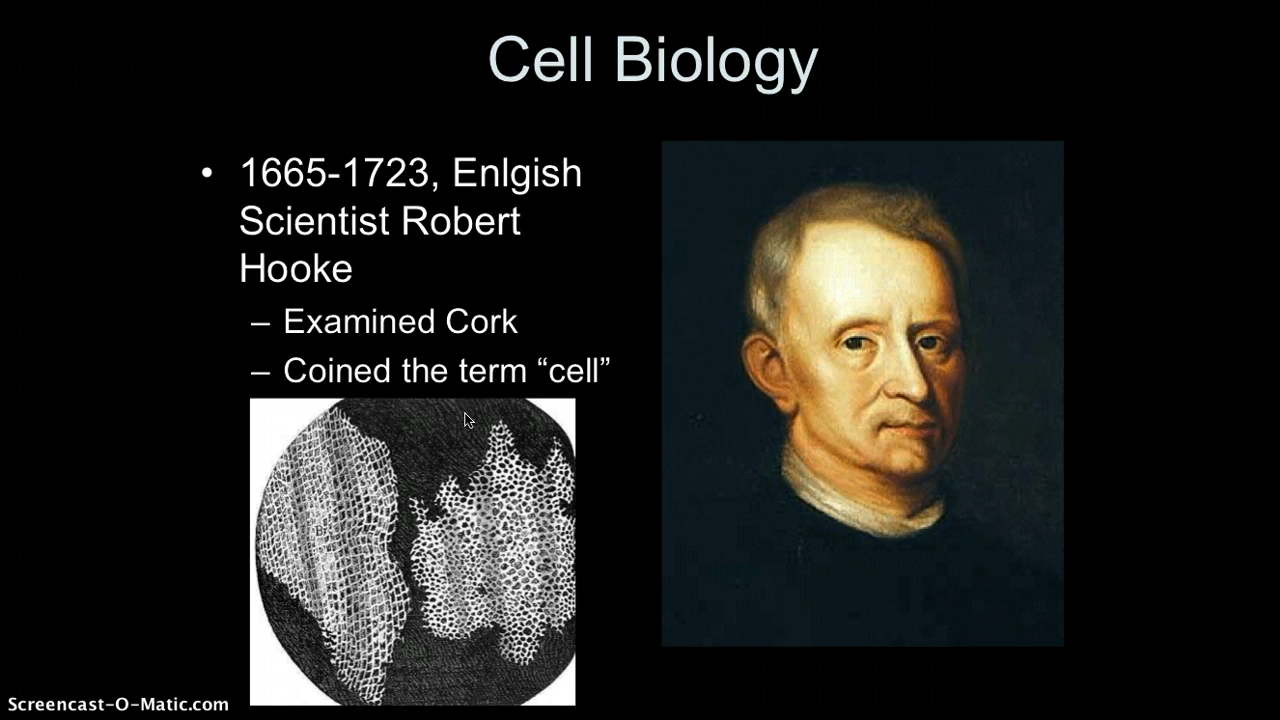 Cell Biology
• 1665-1723, Enlgish
Scientist Robert
Hooke
– Examined Cork
– Coined the term “cell”
Screencast-O-Matic.com